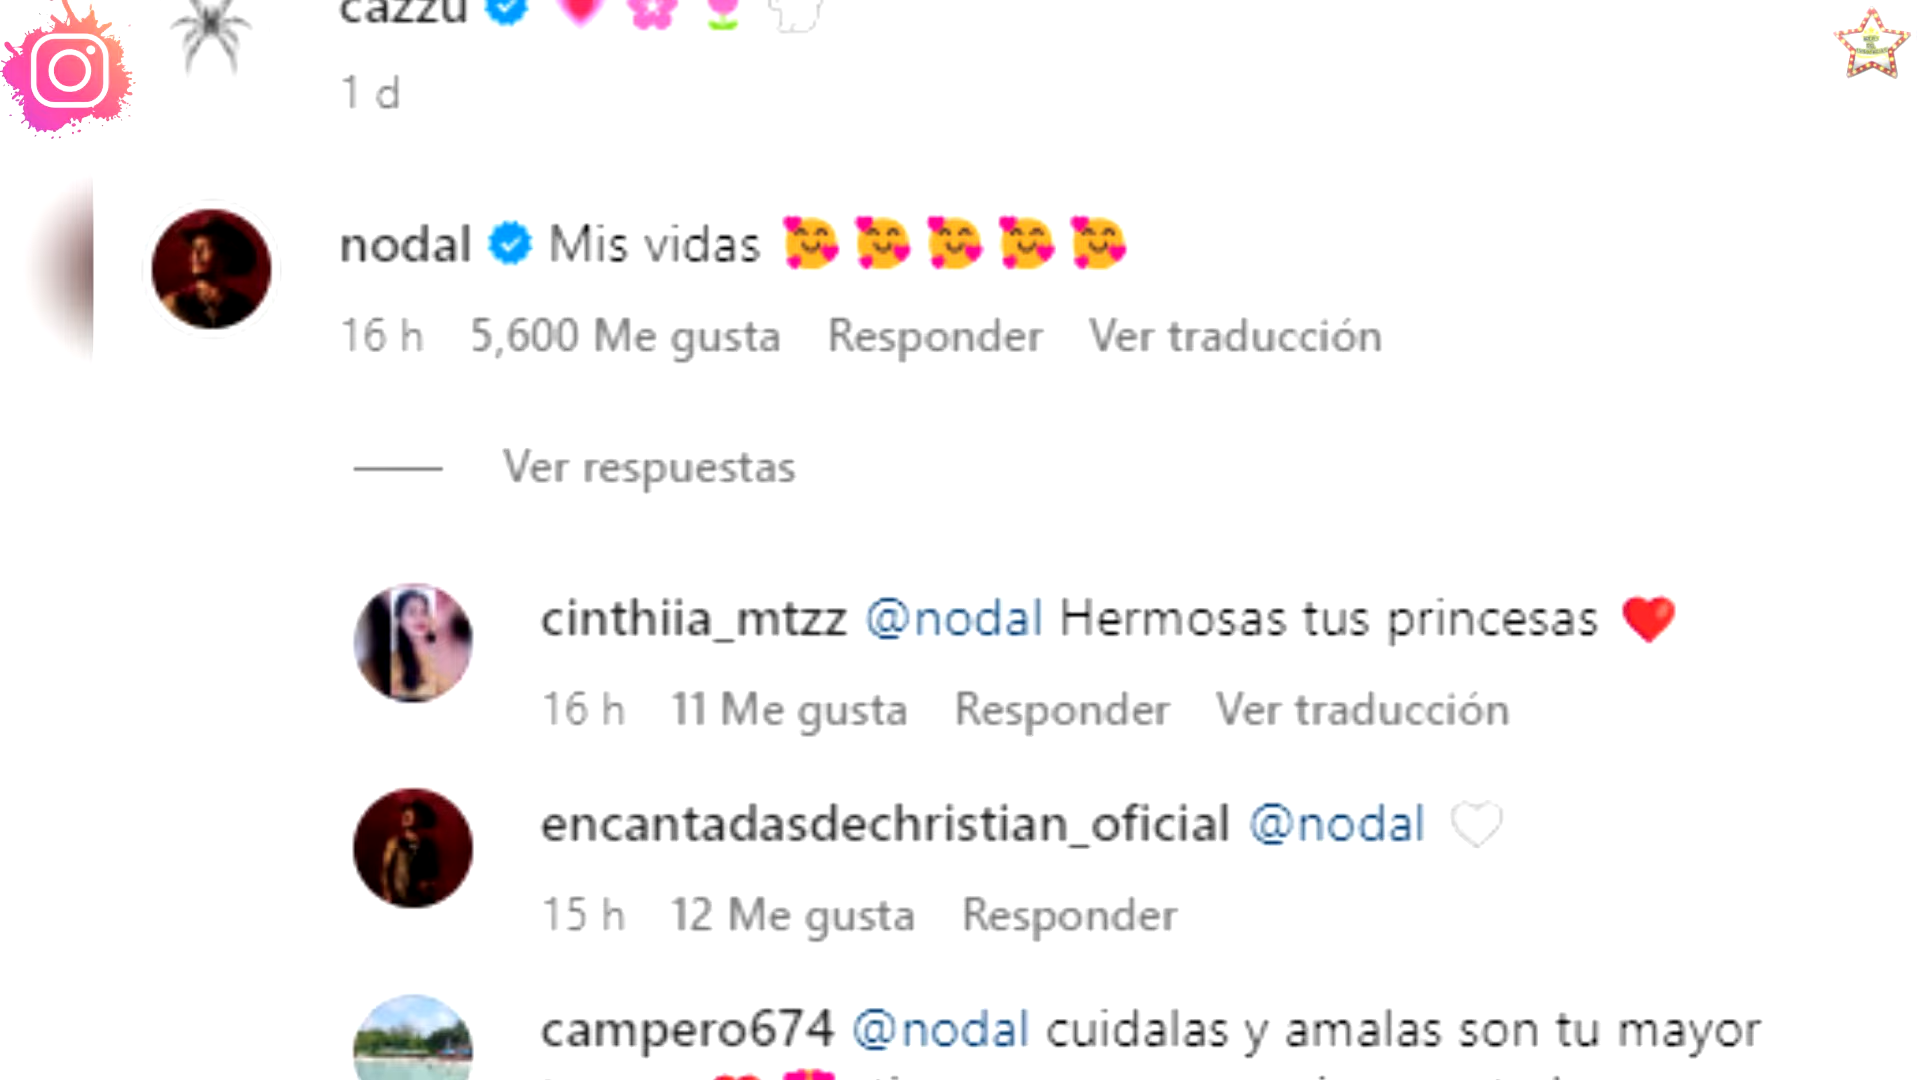 cazzu
1 d
nodal Mis vidas 🥰🥰🥰🥰🥰
16 h 5,600 Me gusta Responder Ver traducción
Ver respuestas
cinthiia_mtzz @nodal Hermosas tus princesas ❤️
16 h 11 Me gusta Responder Ver traducción
encantadasdechristian_oficial @nodal 🤍
15 h 12 Me gusta Responder
campero674 @nodal cuidalas y amalas son tu mayor